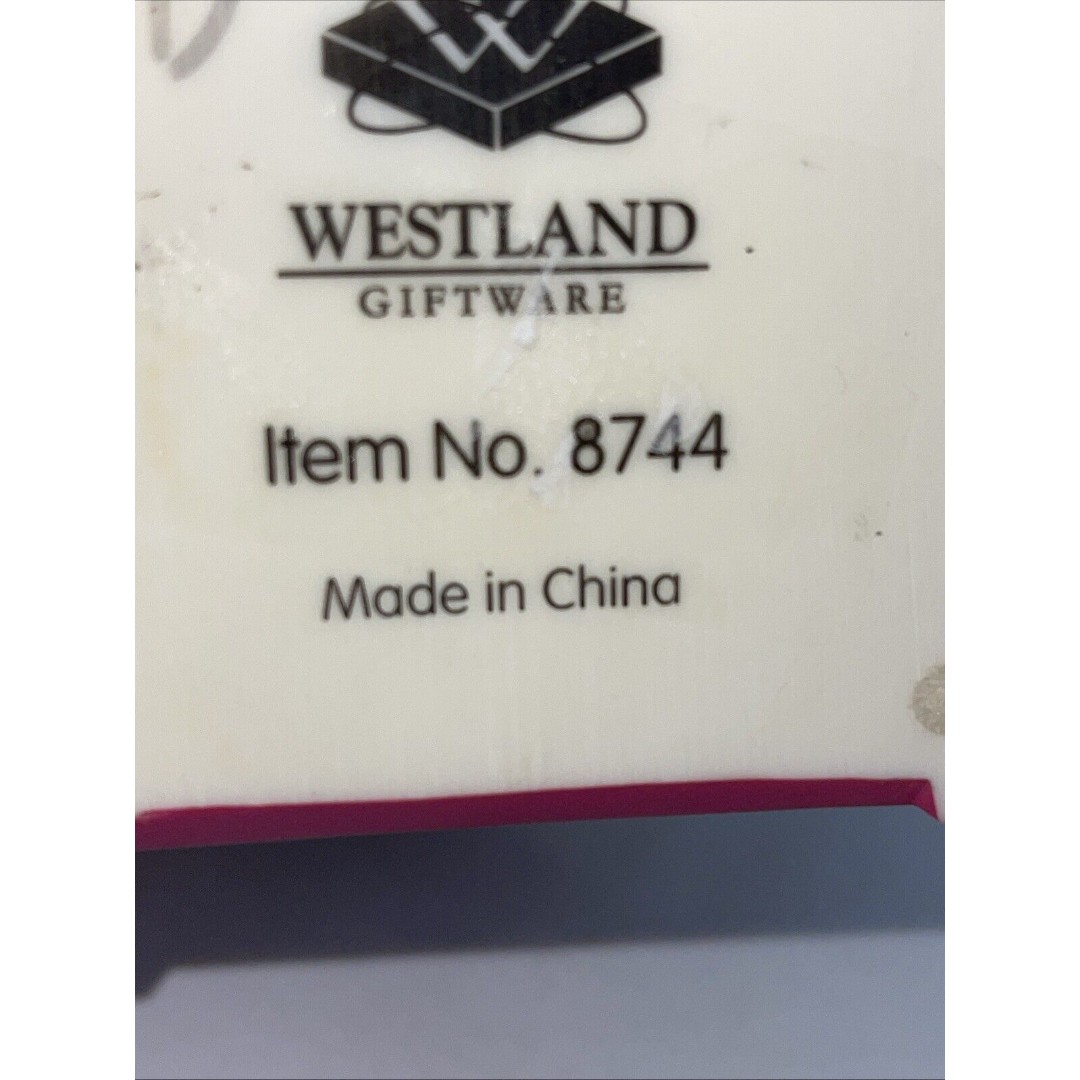 WESTLAND
GIFTWARE
Item No. 8744
Made in China